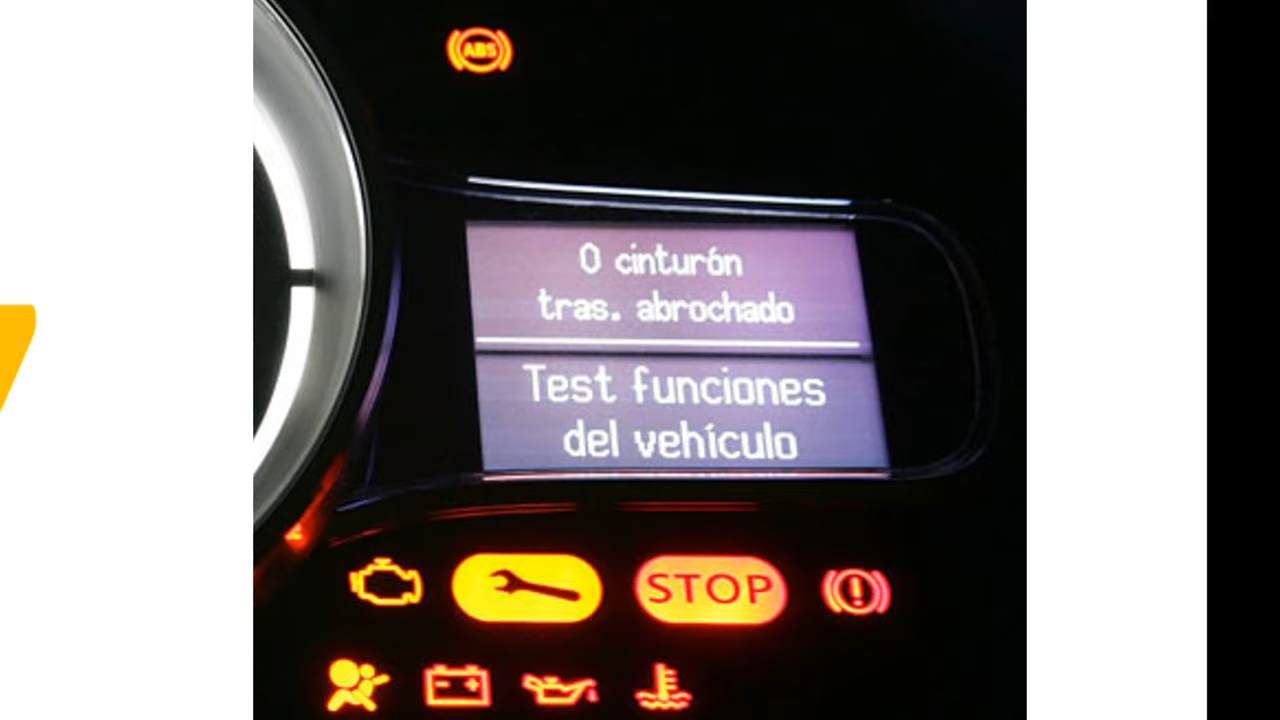 ABS
0 cinturón
tras. abrochado
Test funciones
del vehículo
STOP